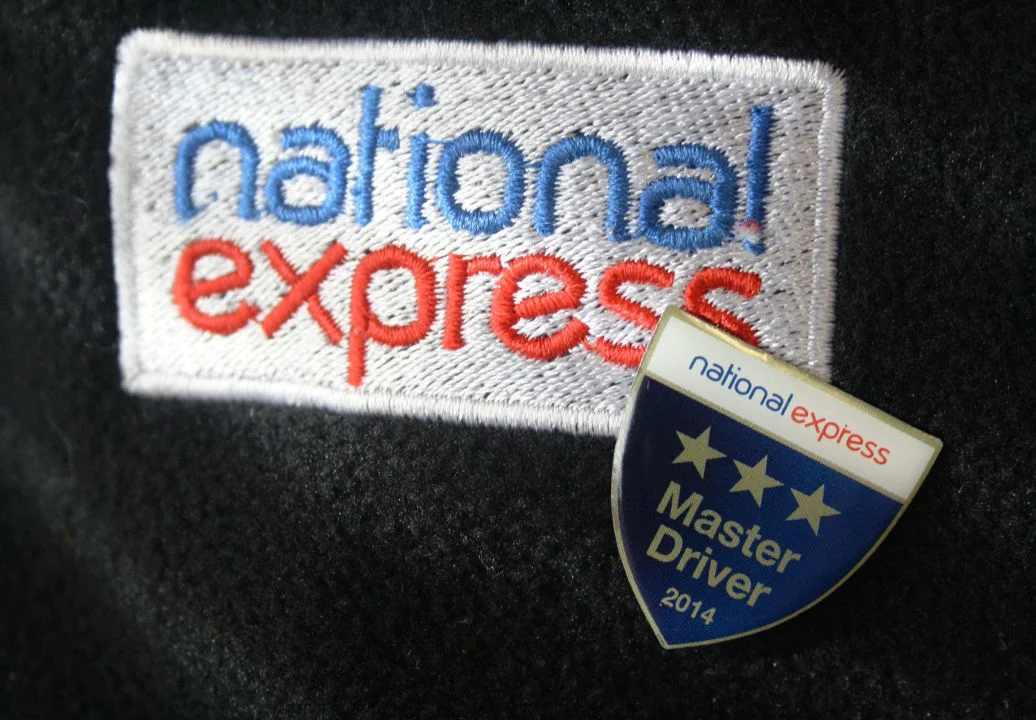 national
express
national express
Master
Driver
2014